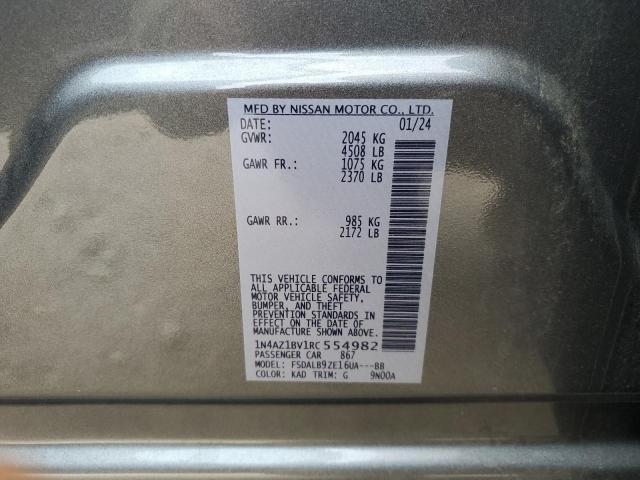 MFD BY NISSAN MOTOR CO., LTD.
DATE: 01/24
GVWR: 2045 KG
4508 LB
GAWR FR.: 1075 KG
2370 LB
GAWR RR.: 985 KG
2172 LB
THIS VEHICLE CONFORMS TO
ALL APPLICABLE FEDERAL
MOTOR VEHICLE SAFETY,
BUMPER, AND THEFT
PREVENTION STANDARDS IN
EFFECT ON THE DATE OF
MANUFACTURE SHOWN ABOVE.
1N4AZ1BV1RC554982
PASSENGER CAR 867
MODEL: FSDALB9ZE16UA---BB
COLOR: KAD TRIM: G 9N00A